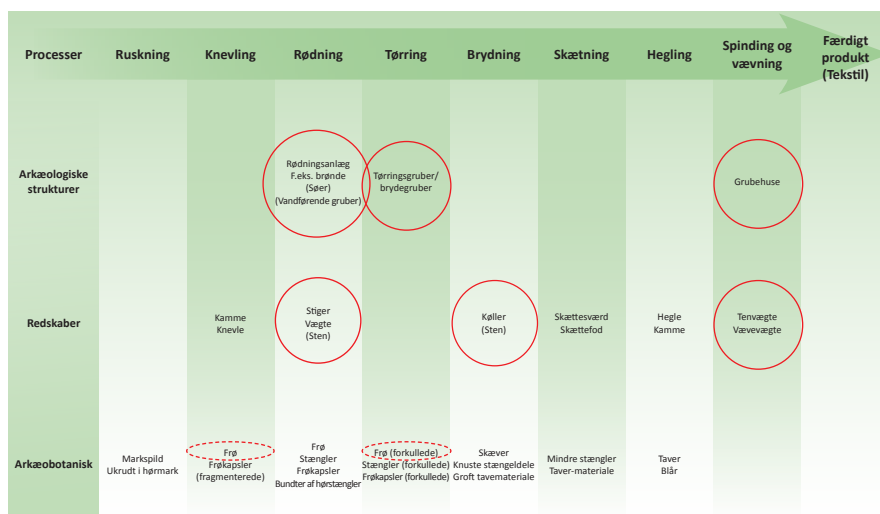 Processer
Ruskning
Knevling
Rødning
Tørring
Brydning
Skætning
Hegling
Spinding og
vævning
Færdigt
produkt
(Tekstil)
Arkæologiske
strukturer
Rødningsanlæg
F.eks. brønde
(Søer)
(Vandførende gruber)
Tørringsgruber/
brydegruber
Grubehuse
Redskaber
Kamme
Knevle
Stiger
Vægte
(Sten)
Køller
(Sten)
Skættesværd
Skættefod
Hegle
Kamme
Tenvægte
Vævevægte
Arkæobotanisk
Markspild
Ukrudt i hørmark
Frø
Frøkapsler
(fragmenterede)
Frø
Stængler
Frøkapsler
Bundter af hørstængler
Frø (forkullede)
Stængler (forkullede)
Frøkapsler (forkullede)
Skæver
Knuste stængeldele
Groft tavemateriale
Mindre stængler
Taver-materiale
Taver
Blår